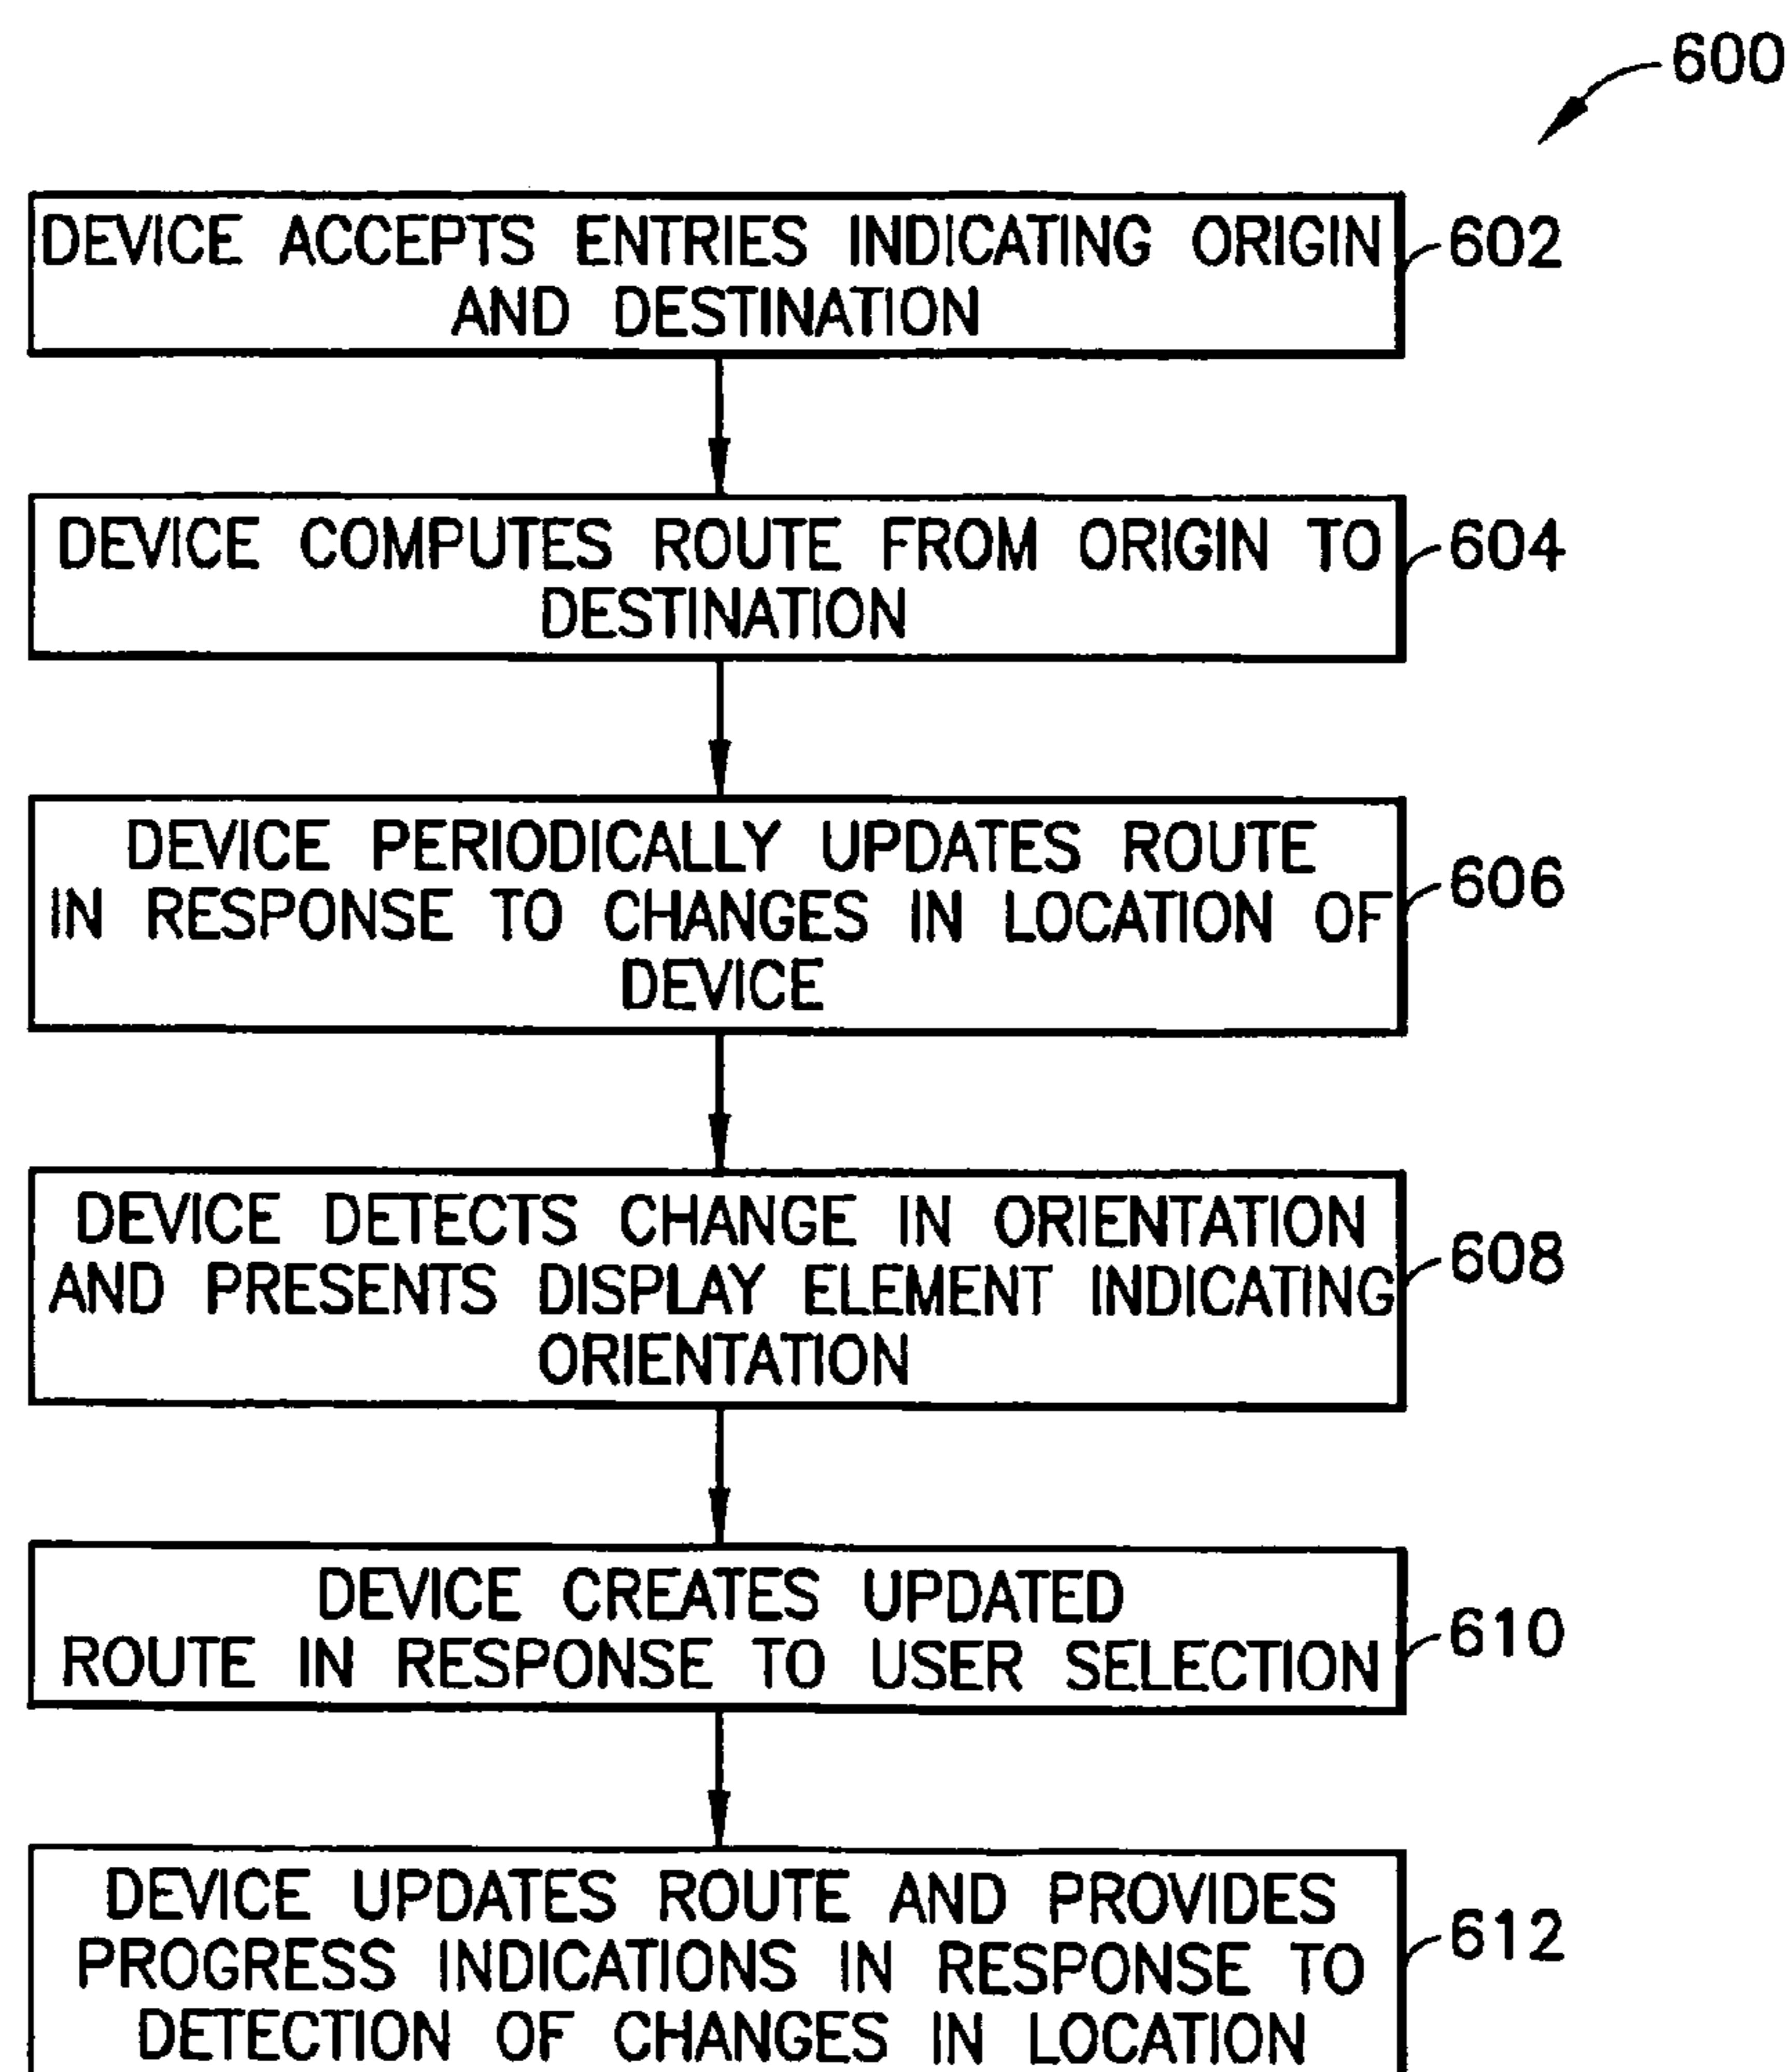 600
DEVICE ACCEPTS ENTRIES INDICATING ORIGIN
AND DESTINATION
602
DEVICE COMPUTES ROUTE FROM ORIGIN TO
DESTINATION
604
DEVICE PERIODICALLY UPDATES ROUTE
IN RESPONSE TO CHANGES IN LOCATION OF
DEVICE
606
DEVICE DETECTS CHANGE IN ORIENTATION
AND PRESENTS DISPLAY ELEMENT INDICATING
ORIENTATION
608
DEVICE CREATES UPDATED
ROUTE IN RESPONSE TO USER SELECTION
610
DEVICE UPDATES ROUTE AND PROVIDES
PROGRESS INDICATIONS IN RESPONSE TO
DETECTION OF CHANGES IN LOCATION
612